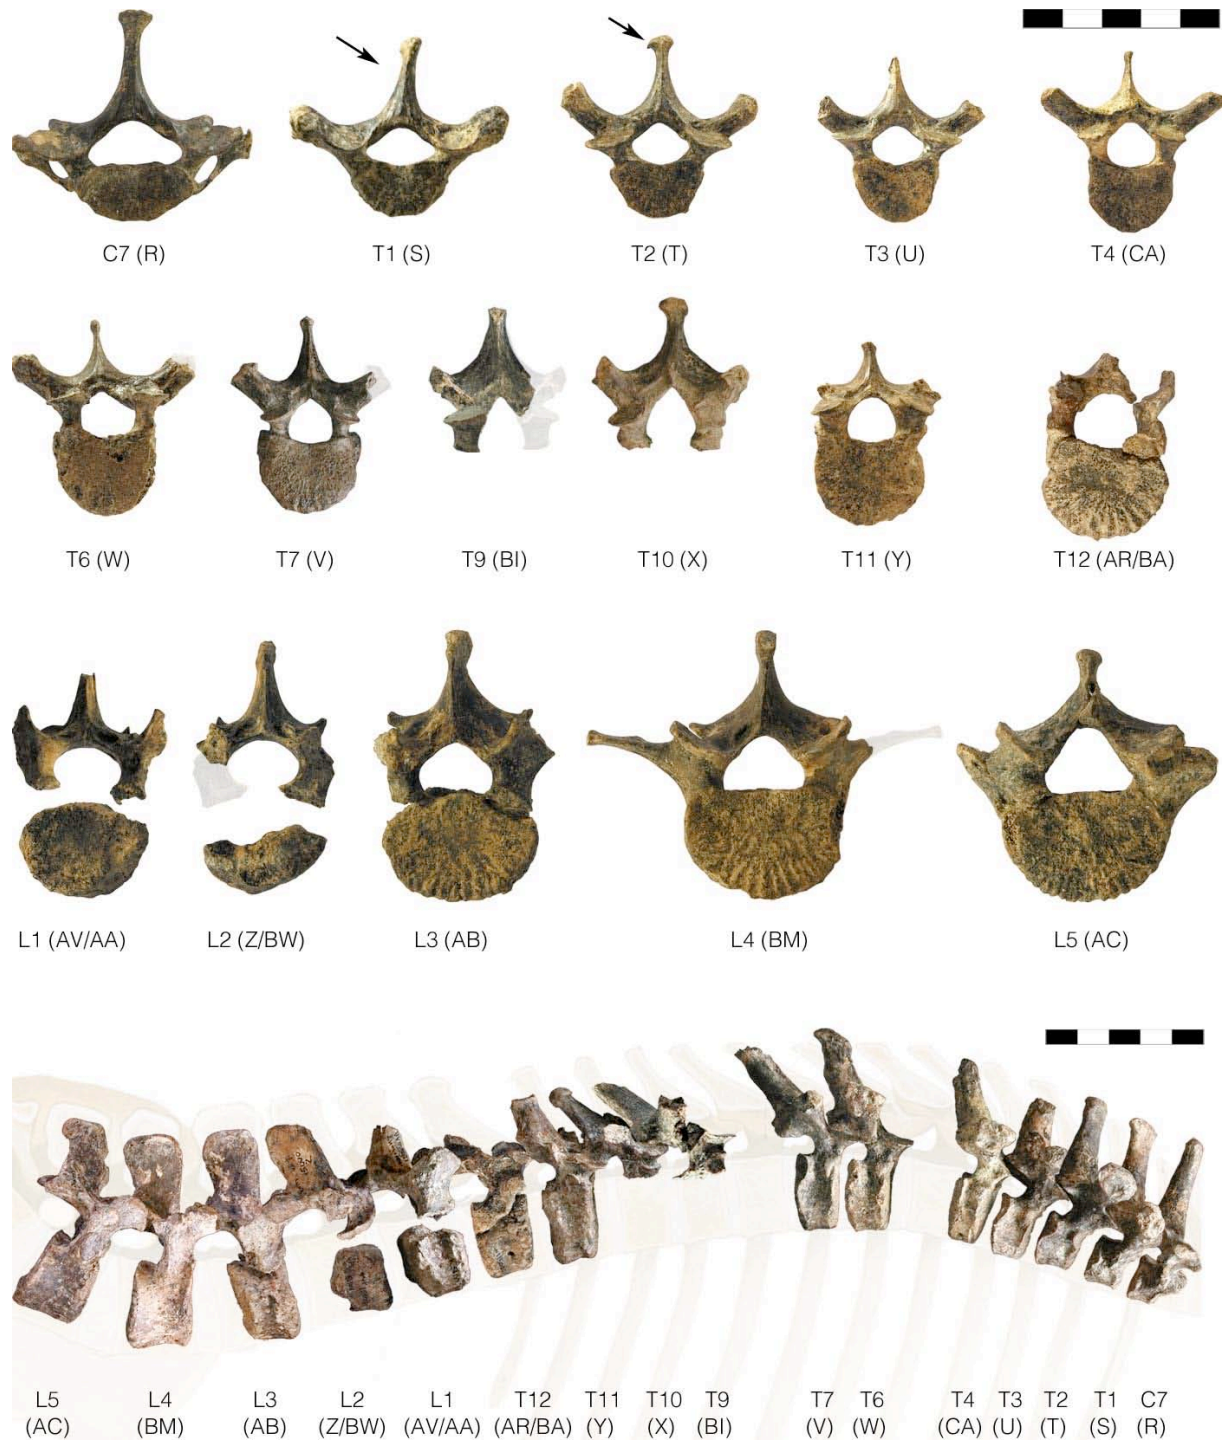 C7 (R) T1 (S) T2 (T) T3 (U) T4 (CA)
T6 (W) T7 (V) T9 (BI) T10 (X) T11 (Y) T12 (AR/BA)
L1 (AV/AA) L2 (Z/BW) L3 (AB) L4 (BM) L5 (AC)
L5 L4 L3 L2 L1 T12 T11 T10 T9 T7 T6 T4 T3 T2 T1 C7
(AC) (BM) (AB) (Z/BW) (AV/AA) (AR/BA) (Y) (X) (BI) (V) (W) (CA) (U) (T) (S) (R)